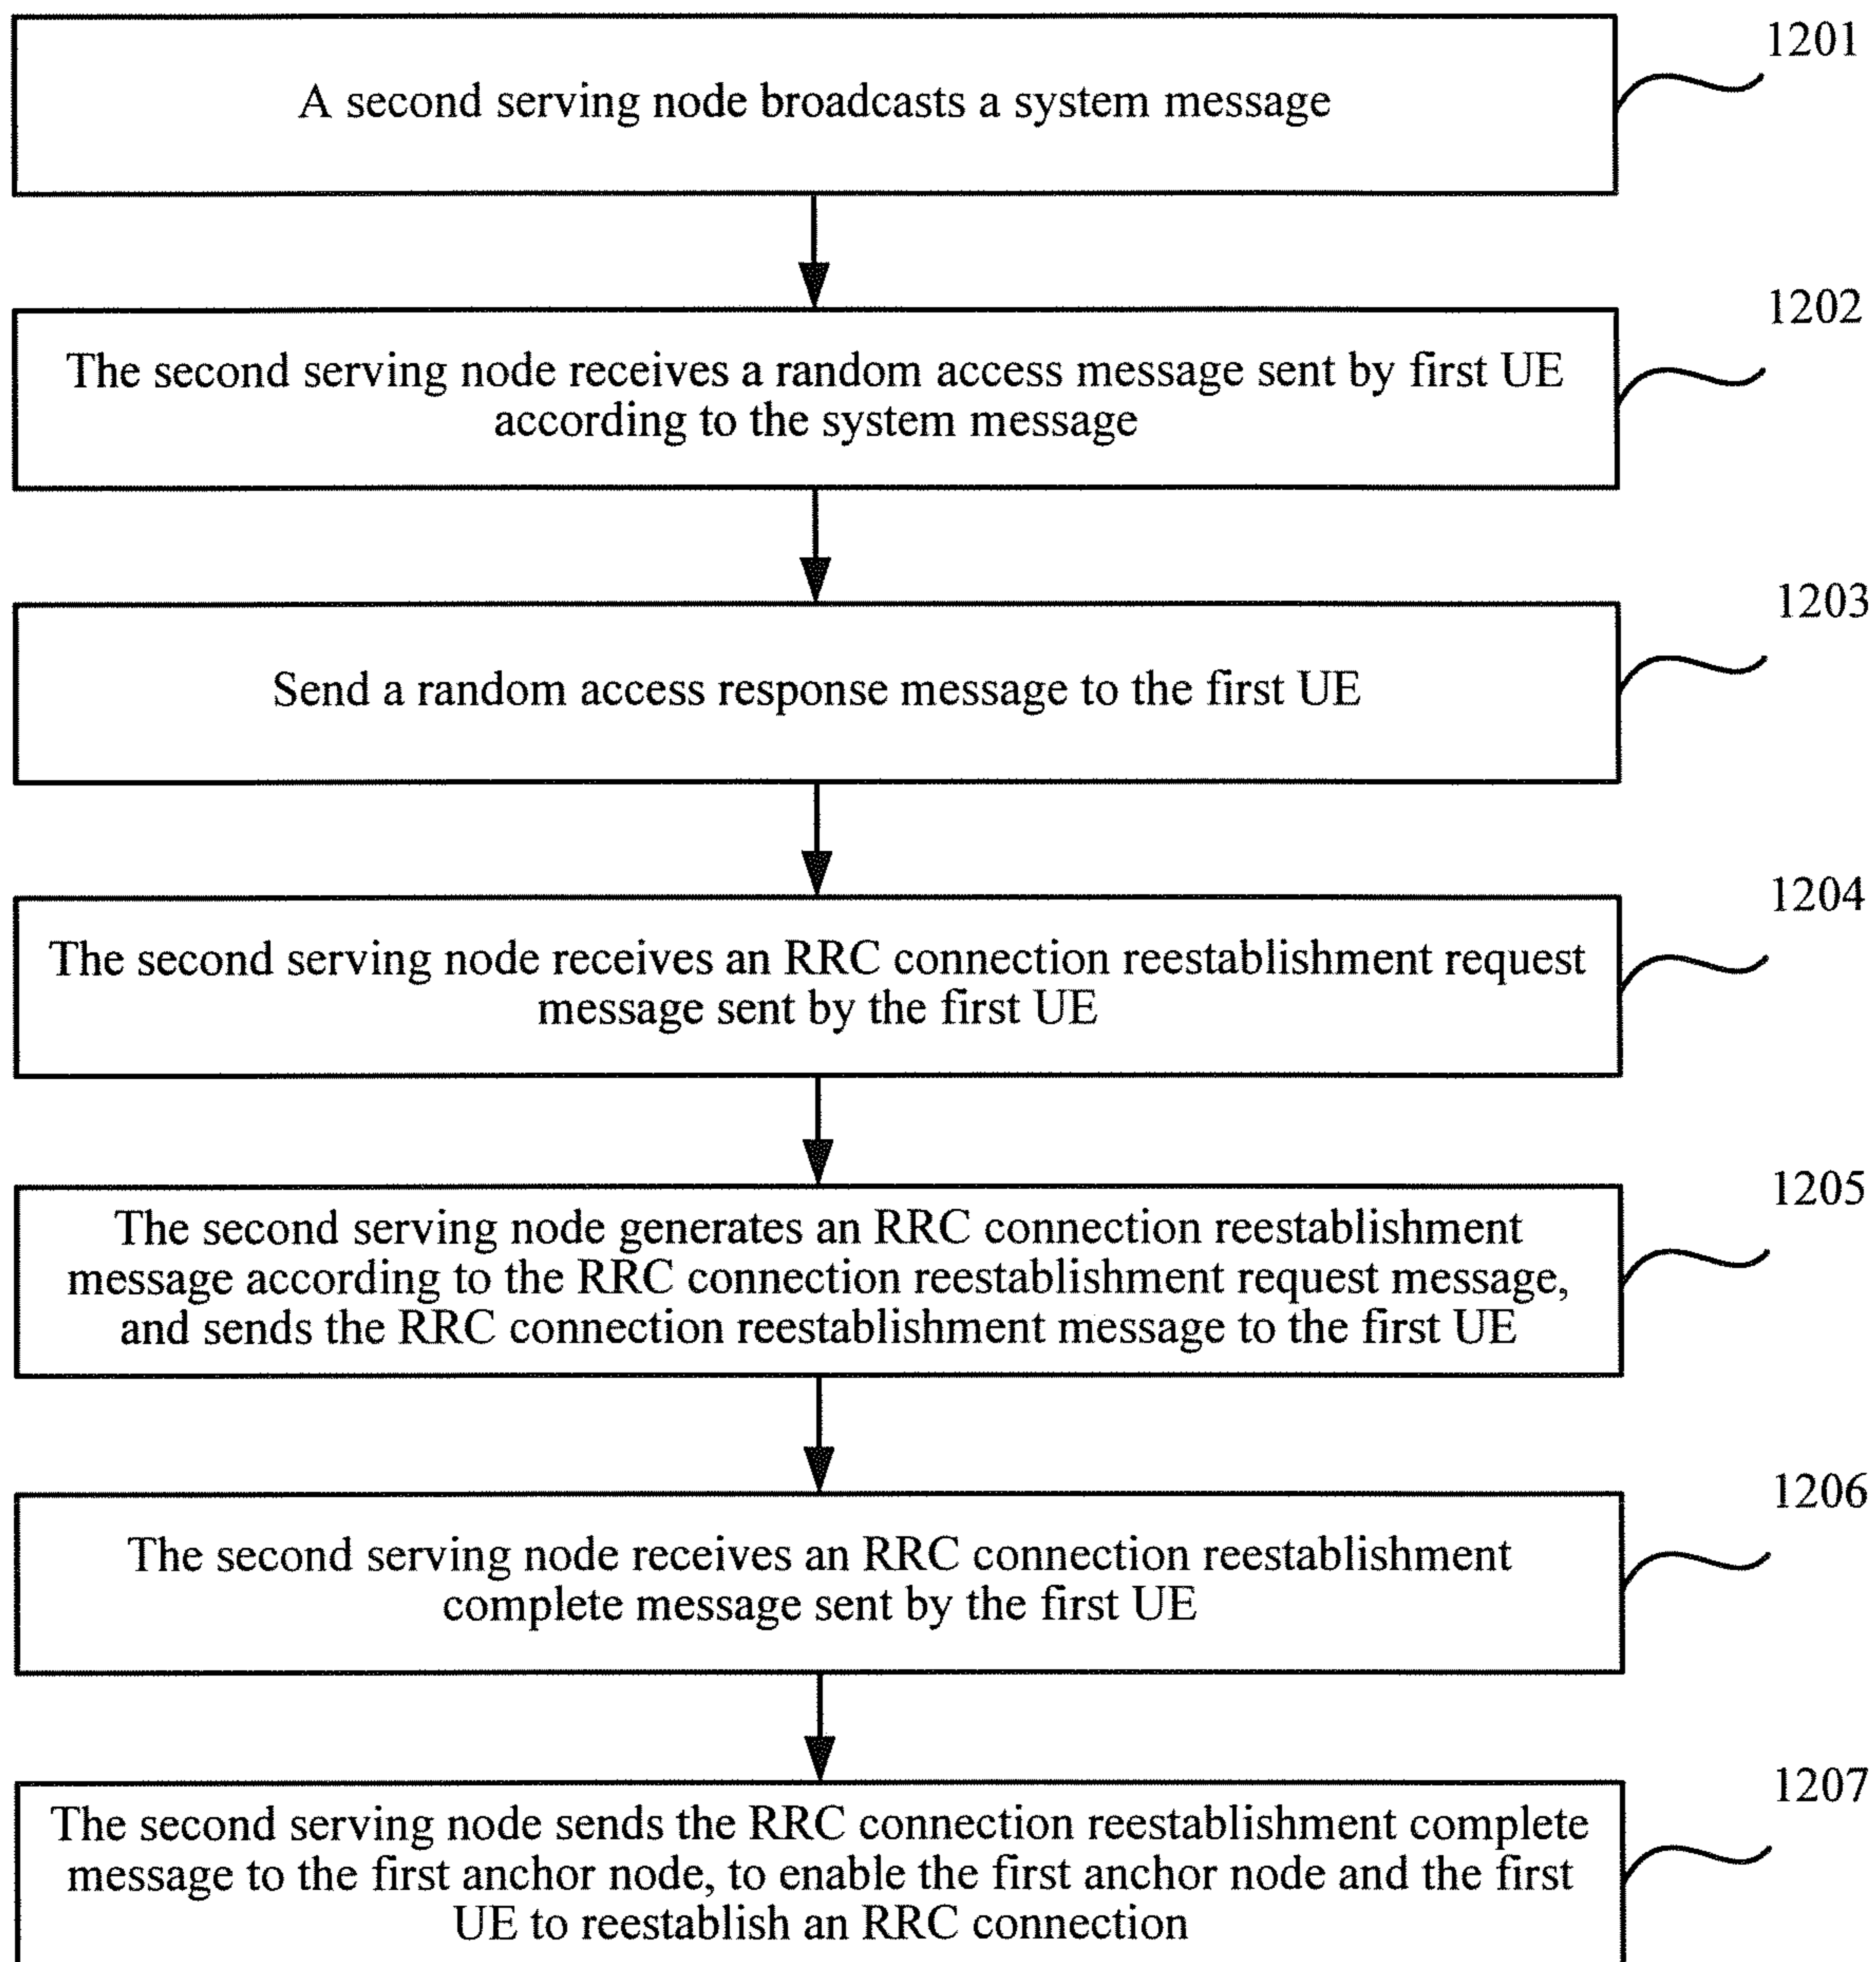 1201
A second serving node broadcasts a system message
1202
The second serving node receives a random access message sent by first UE
according to the system message
1203
Send a random access response message to the first UE
1204
The second serving node receives an RRC connection reestablishment request
message sent by the first UE
1205
The second serving node generates an RRC connection reestablishment
message according to the RRC connection reestablishment request message,
and sends the RRC connection reestablishment message to the first UE
1206
The second serving node receives an RRC connection reestablishment
complete message sent by the first UE
1207
The second serving node sends the RRC connection reestablishment complete
message to the first anchor node, to enable the first anchor node and the first
UE to reestablish an RRC connection